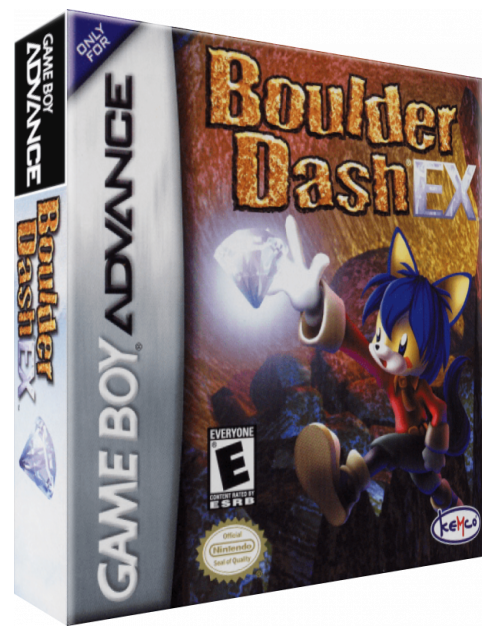 GAME BOY
ADVANCE
Boulder
Dash EX
ONLY
FOR
GAME BOY ADVANCE
Boulder
Dash EX
EVERYONE
E
CONTENT RATED BY
ESRB
Official
Nintendo
Seal of Quality
KEMCO